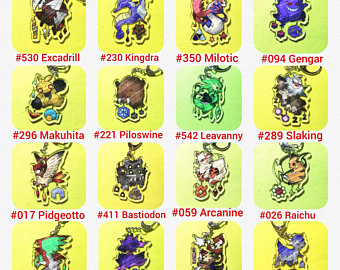 #530 Excadrill #230 Kingdra #350 Milotic #094 Gengar
#296 Makuhita #221 Piloswine #542 Leavanny #289 Slaking
#017 Pidgeotto #411 Bastiodon #059 Arcanine #026 Raichu